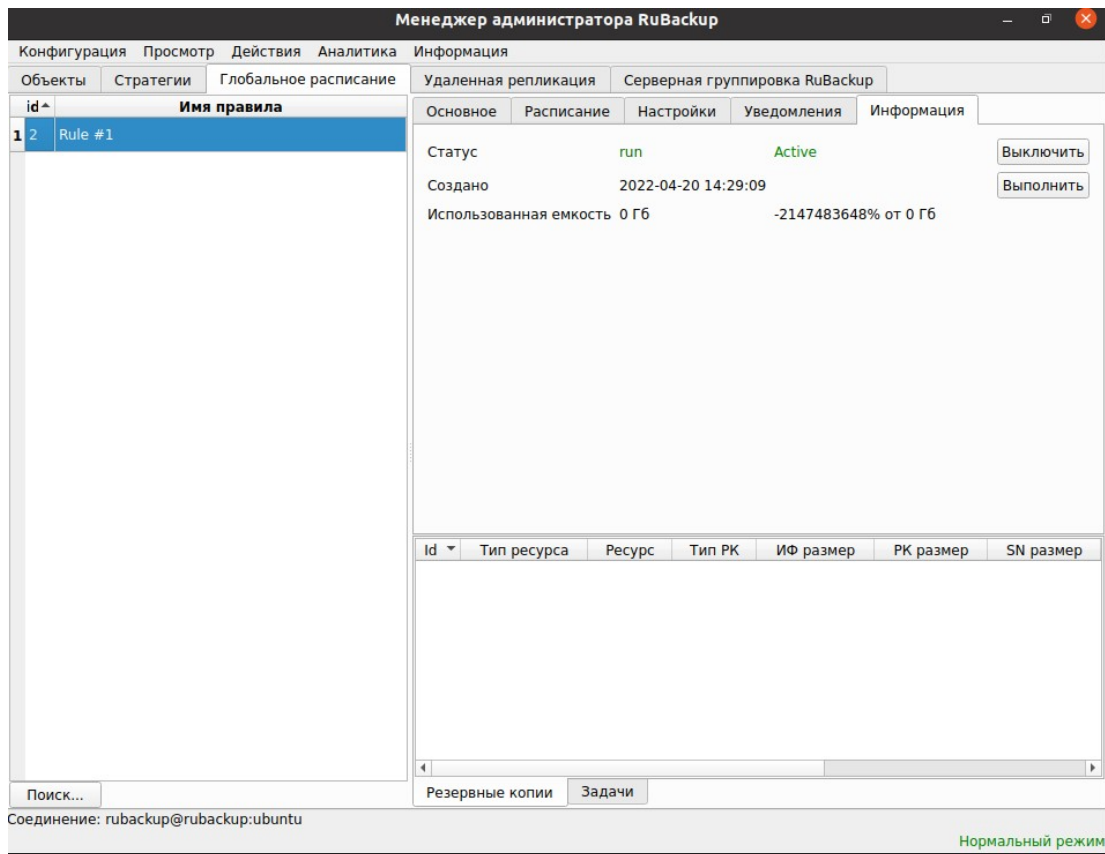 Менеджер администратора RuBackup
Конфигурация Просмотр Действия Аналитика Информация
Объекты Стратегии Глобальное расписание Удаленная репликация Серверная группировка RuBackup
id Имя правила
1 2 Rule #1
Основное Расписание Настройки Уведомления Информация
Статус run Active Выключить
Создано 2022-04-20 14:29:09 Выполнить
Использованная емкость 0 Гб -2147483648% от 0 Гб
Id Тип ресурса Ресурс Тип РК ИФ размер РК размер SN размер
Резервные копии Задачи
Поиск...
Соединение: rubackup@rubackup:ubuntu
Нормальный режим